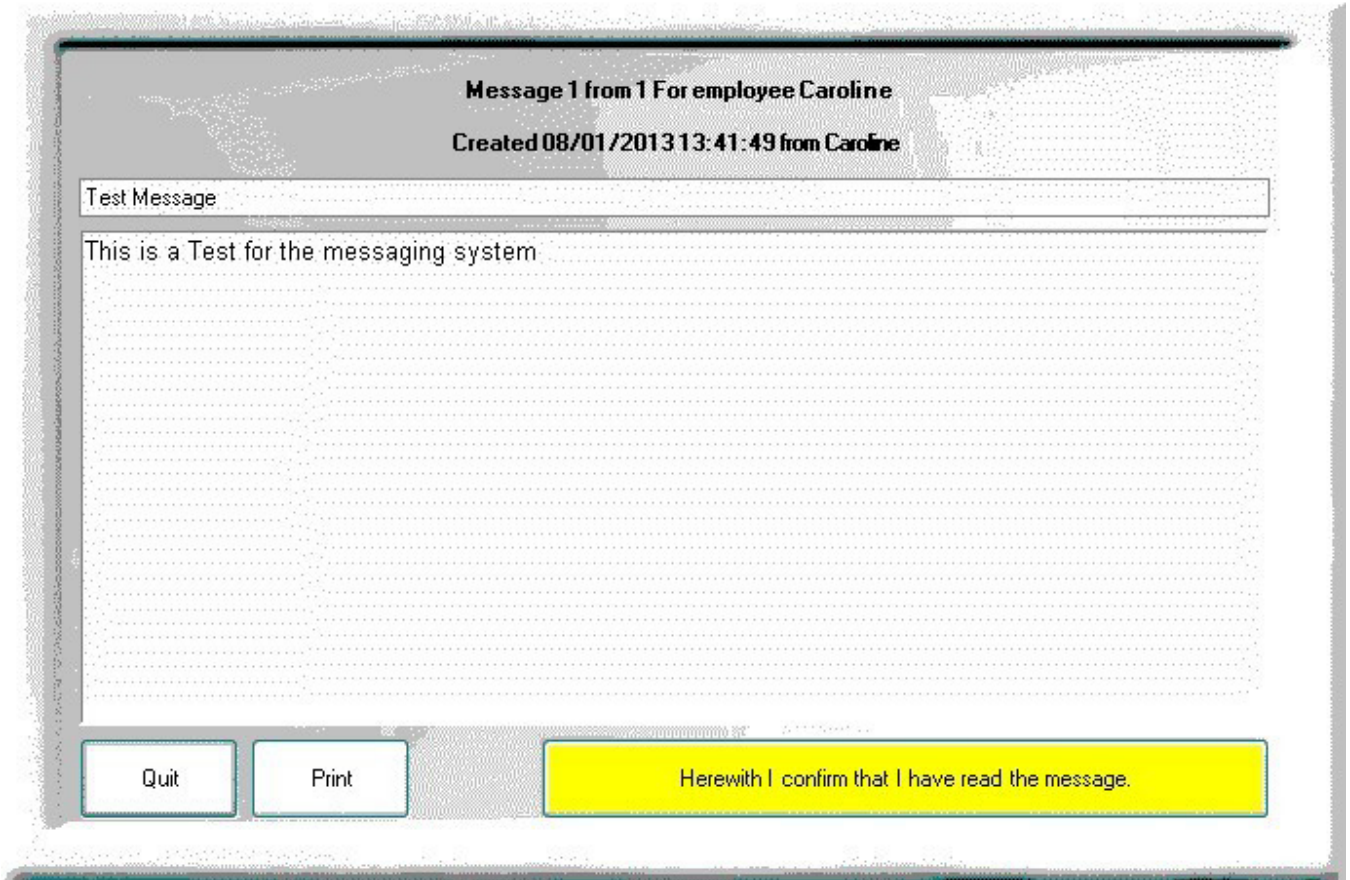 Message 1 from 1 For employee Caroline
Created 08/01/2013 13:41:49 from Caroline
Test Message
This is a Test for the messaging system
Quit
Print
Herewith I confirm that I have read the message.